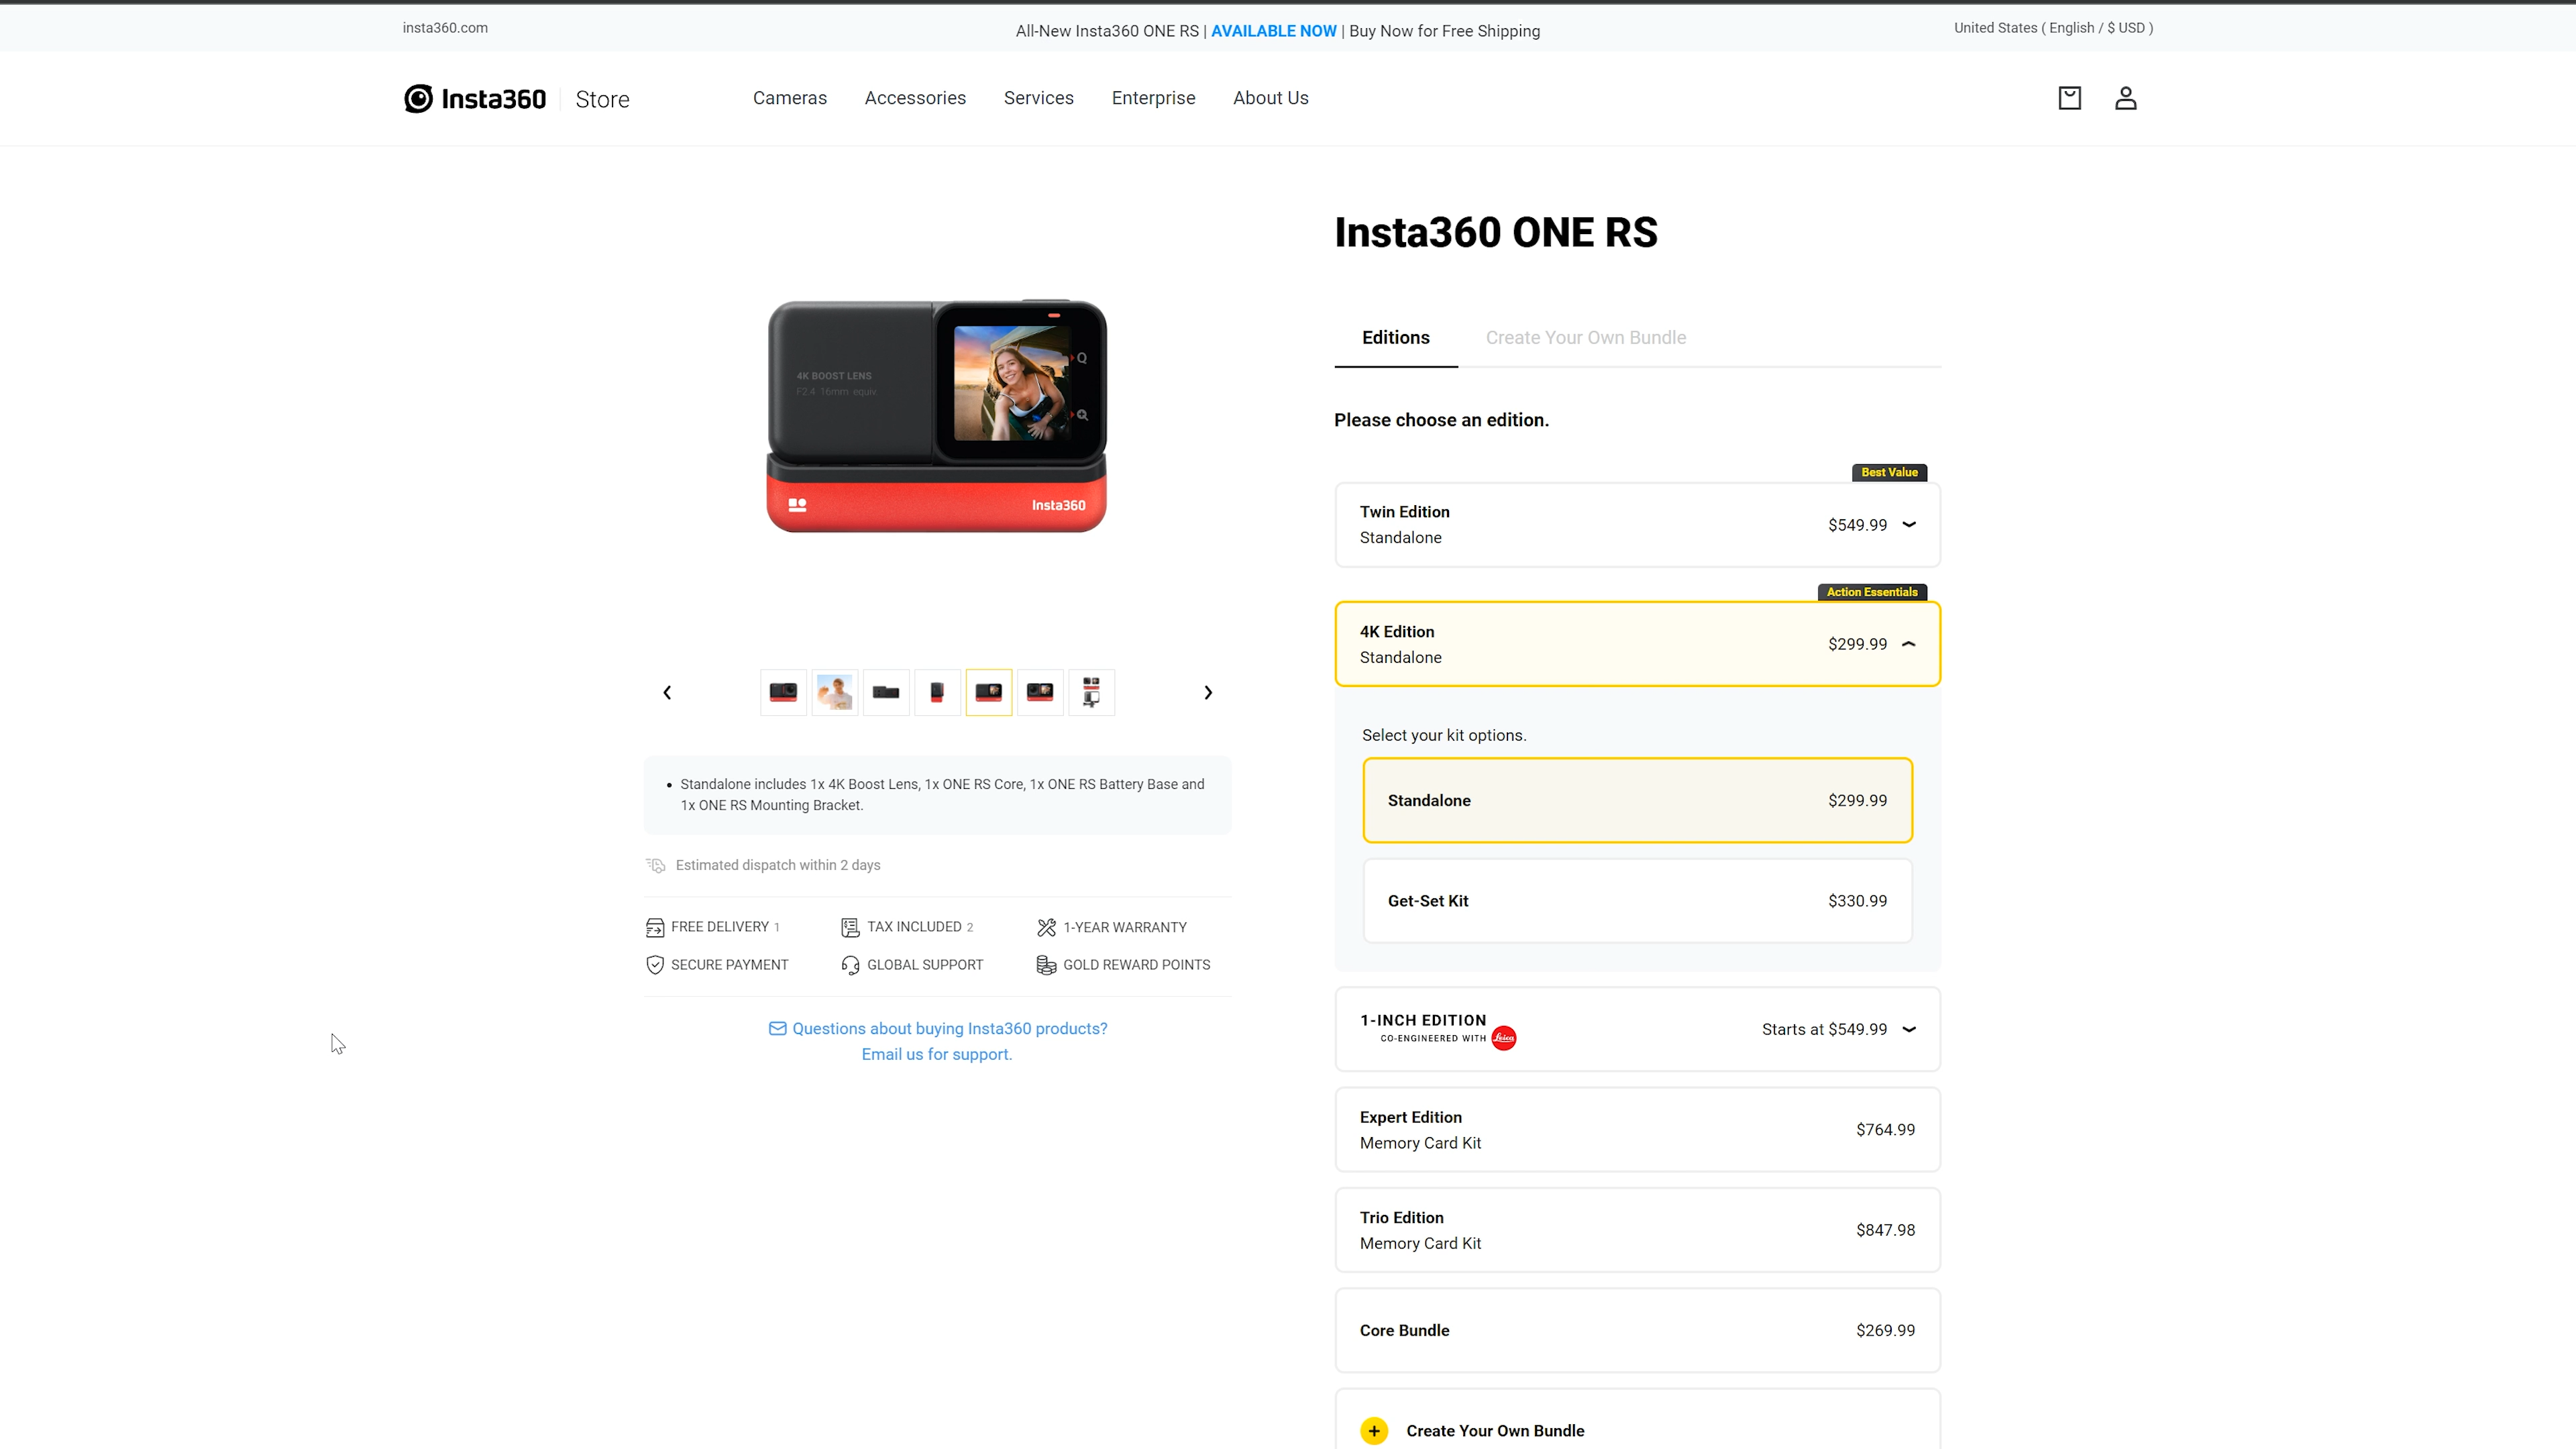 insta360.com
All-New Insta360 ONE RS | AVAILABLE NOW | Buy Now for Free Shipping
United States ( English / $ USD )
Insta360 Store
Cameras
Accessories
Services
Enterprise
About Us
Insta360 ONE RS
Editions
Create Your Own Bundle
4K BOOST LENS
F2.4 16mm equiv
Q
Insta360
Please choose an edition.
Best Value
Twin Edition
Standalone
$549.99
Action Essentials
4K Edition
Standalone
$299.99
Select your kit options.
Standalone
$299.99
Get-Set Kit
$330.99
Standalone includes 1x 4K Boost Lens, 1x ONE RS Core, 1x ONE RS Battery Base and
1x ONE RS Mounting Bracket.
Estimated dispatch within 2 days
FREE DELIVERY 1
TAX INCLUDED 2
1-YEAR WARRANTY
SECURE PAYMENT
GLOBAL SUPPORT
GOLD REWARD POINTS
Questions about buying Insta360 products?
Email us for support.
1-INCH EDITION
CO-ENGINEERED WITH Leica
Starts at $549.99
Expert Edition
Memory Card Kit
$764.99
Trio Edition
Memory Card Kit
$847.98
Core Bundle
$269.99
Create Your Own Bundle